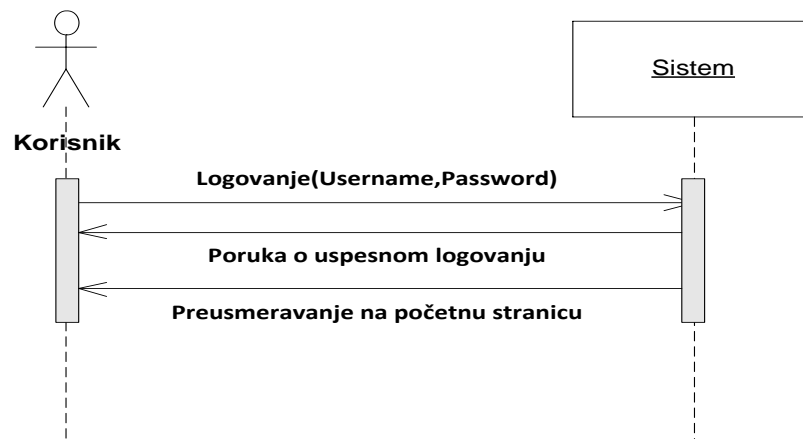 Sistem
Korisnik
Logovanje(Username,Password)
Poruka o uspesnom logovanju
Preusmeravanje na početnu stranicu